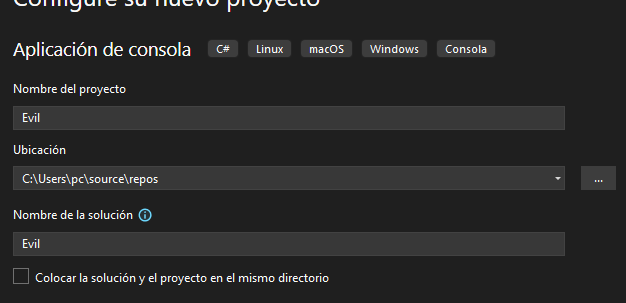 Configure su nuevo proyecto
Aplicación de consola C# Linux macOS Windows Consola
Nombre del proyecto
Evil
Ubicación
C:\Users\pc\source\repos
...
Nombre de la solución
Evil
Colocar la solución y el proyecto en el mismo directorio